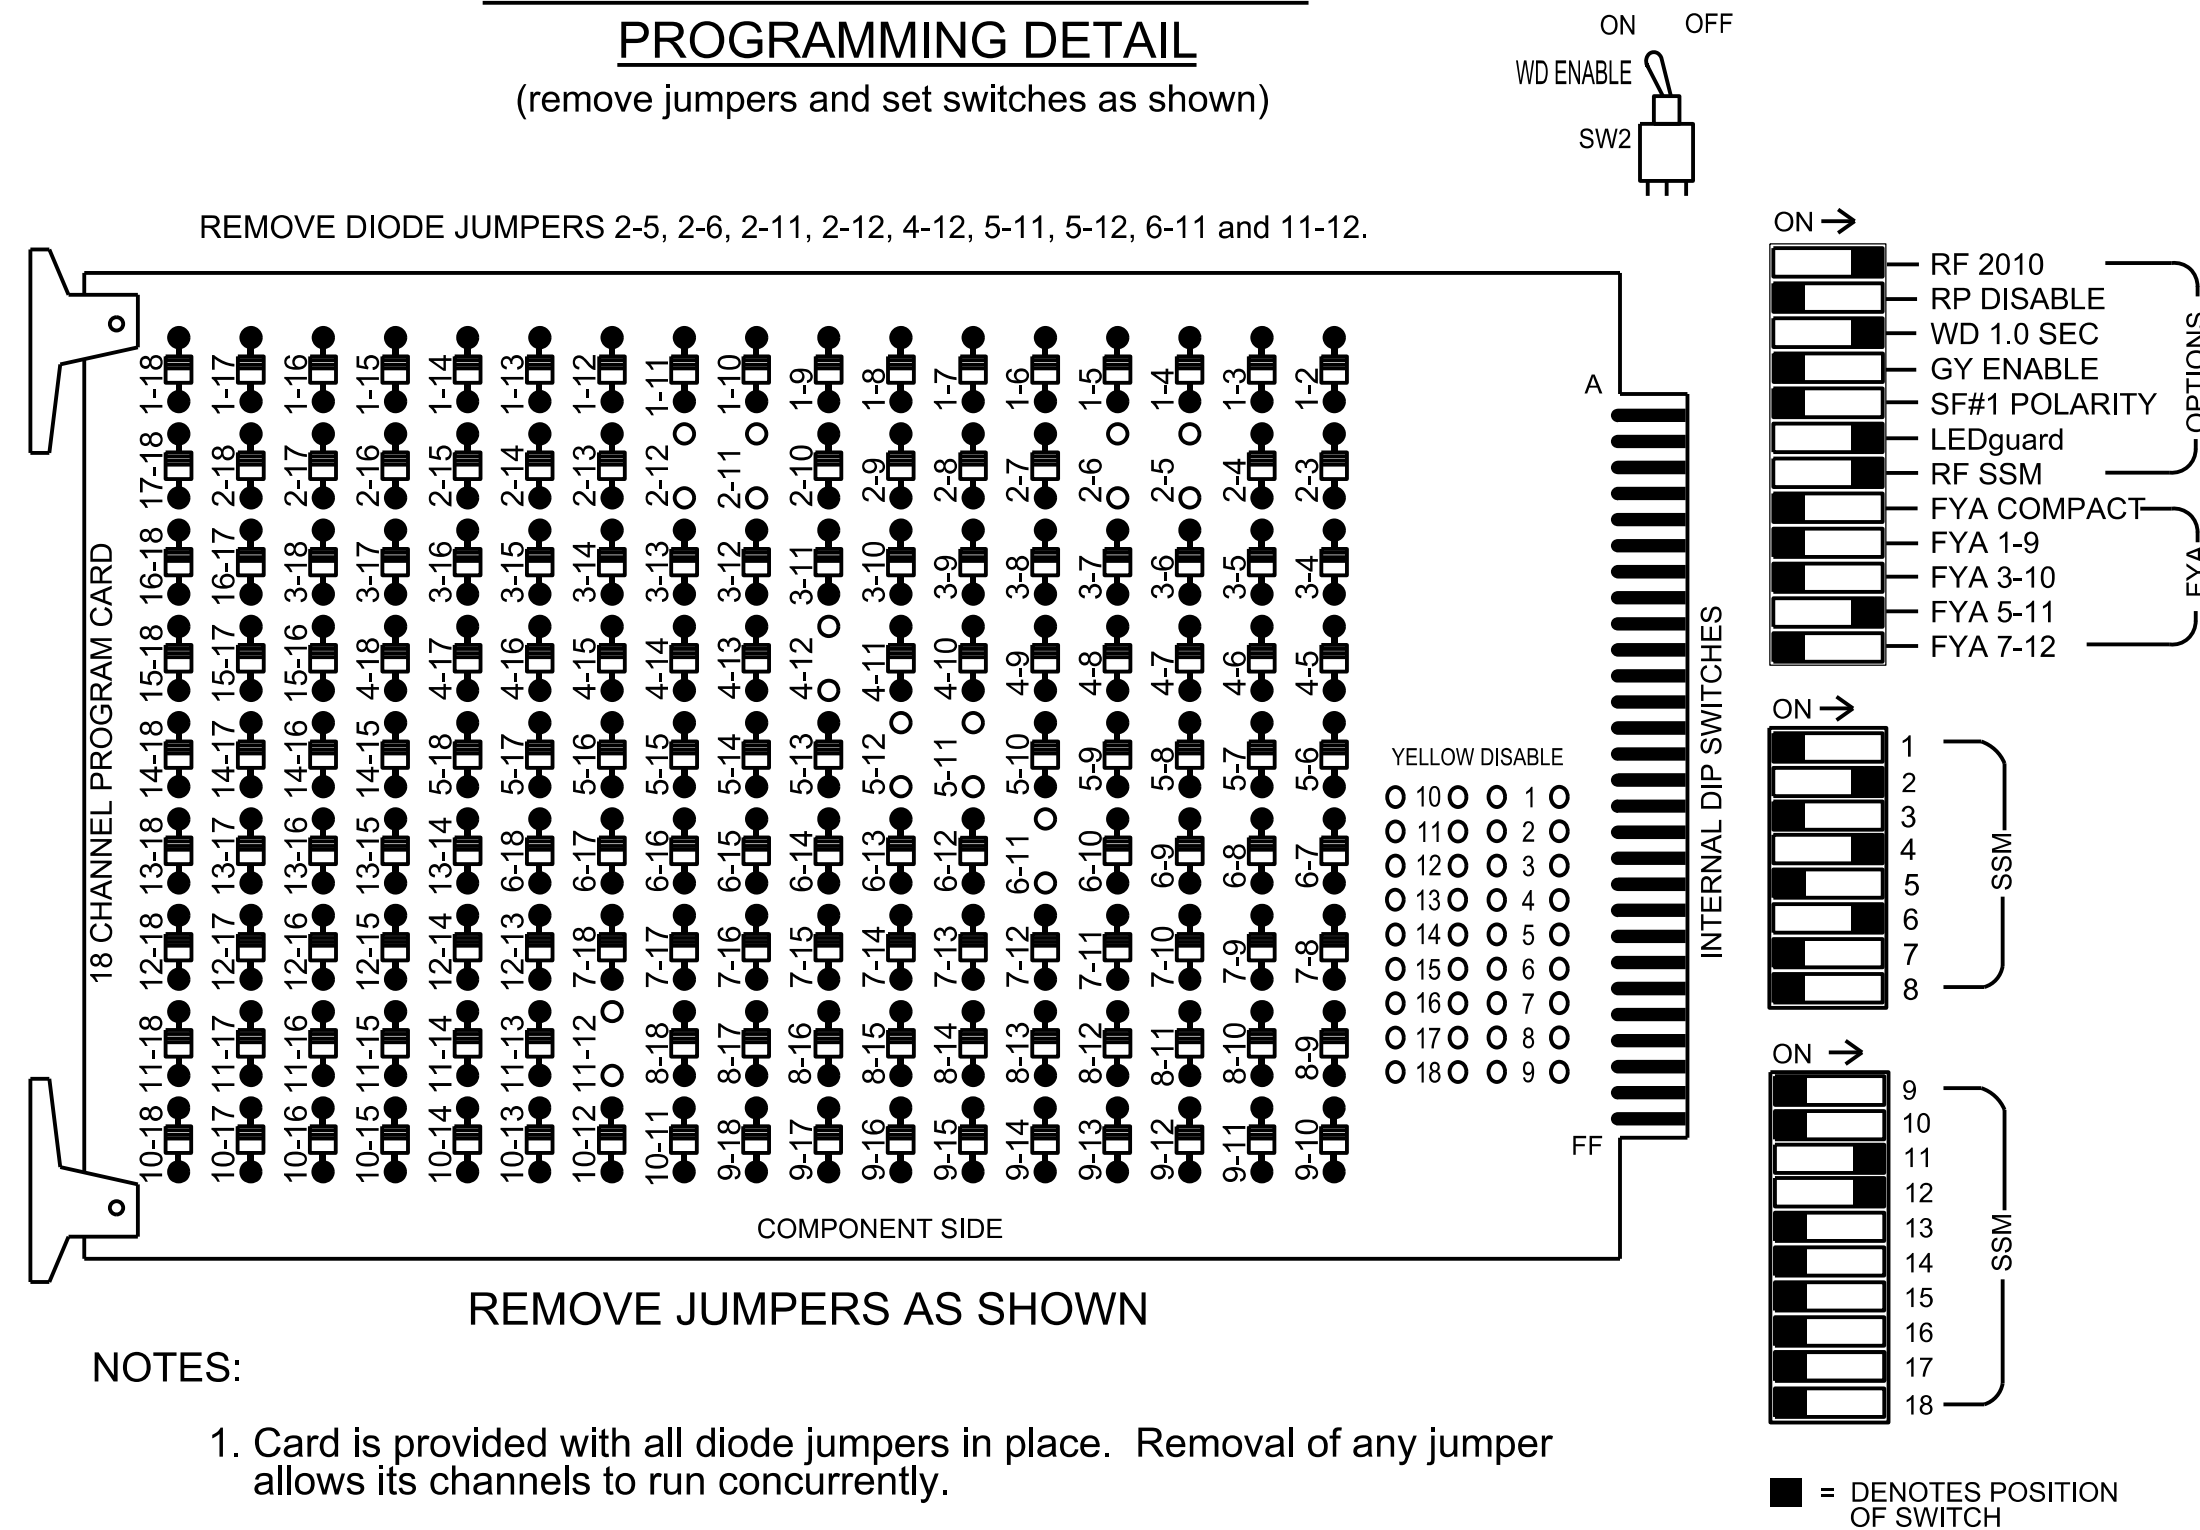 PROGRAMMING DETAIL
(remove jumpers and set switches as shown)
ON OFF
WD ENABLE
SW2
REMOVE DIODE JUMPERS 2-5, 2-6, 2-11, 2-12, 4-12, 5-11, 5-12, 6-11 and 11-12.
1-18 1-17 1-16 1-15 1-14 1-13 1-12 1-11 1-10 1-9 1-8 1-7 1-6 1-5 1-4 1-3 1-2
17-18 2-18 2-17 2-16 2-15 2-14 2-13 2-12 2-11 2-10 2-9 2-8 2-7 2-6 2-5 2-4 2-3
16-18 16-17 3-18 3-17 3-16 3-15 3-14 3-13 3-12 3-11 3-10 3-9 3-8 3-7 3-6 3-5 3-4
15-18 15-17 15-16 4-18 4-17 4-16 4-15 4-14 4-13 4-12 4-11 4-10 4-9 4-8 4-7 4-6 4-5
14-18 14-17 14-16 14-15 5-18 5-17 5-16 5-15 5-14 5-13 5-12 5-11 5-10 5-9 5-8 5-7 5-6
13-18 13-17 13-16 13-15 13-14 6-18 6-17 6-16 6-15 6-14 6-13 6-12 6-11 6-10 6-9 6-8 6-7
12-18 12-17 12-16 12-15 12-14 12-13 7-18 7-17 7-16 7-15 7-14 7-13 7-12 7-11 7-10 7-9 7-8
11-18 11-17 11-16 11-15 11-14 11-13 11-12 8-18 8-17 8-16 8-15 8-14 8-13 8-12 8-11 8-10 8-9
10-18 10-17 10-16 10-15 10-14 10-13 10-12 10-11 9-18 9-17 9-16 9-15 9-14 9-13 9-12 9-11 9-10
18 CHANNEL PROGRAM CARD
A
FF
YELLOW DISABLE
10 1
11 2
12 3
13 4
14 5
15 6
16 7
17 8
18 9
COMPONENT SIDE
INTERNAL DIP SWITCHES
ON
RF 2010
RP DISABLE
WD 1.0 SEC
GY ENABLE
SF#1 POLARITY
LEDguard
RF SSM
OPTIONS
FYA COMPACT
FYA 1-9
FYA 3-10
FYA 5-11
FYA 7-12
FYA
ON
1
2
3
4
5
6
7
8
SSM
ON
9
10
11
12
13
14
15
16
17
18
SSM
= DENOTES POSITION
OF SWITCH
REMOVE JUMPERS AS SHOWN
NOTES:
1. Card is provided with all diode jumpers in place. Removal of any jumper
allows its channels to run concurrently.